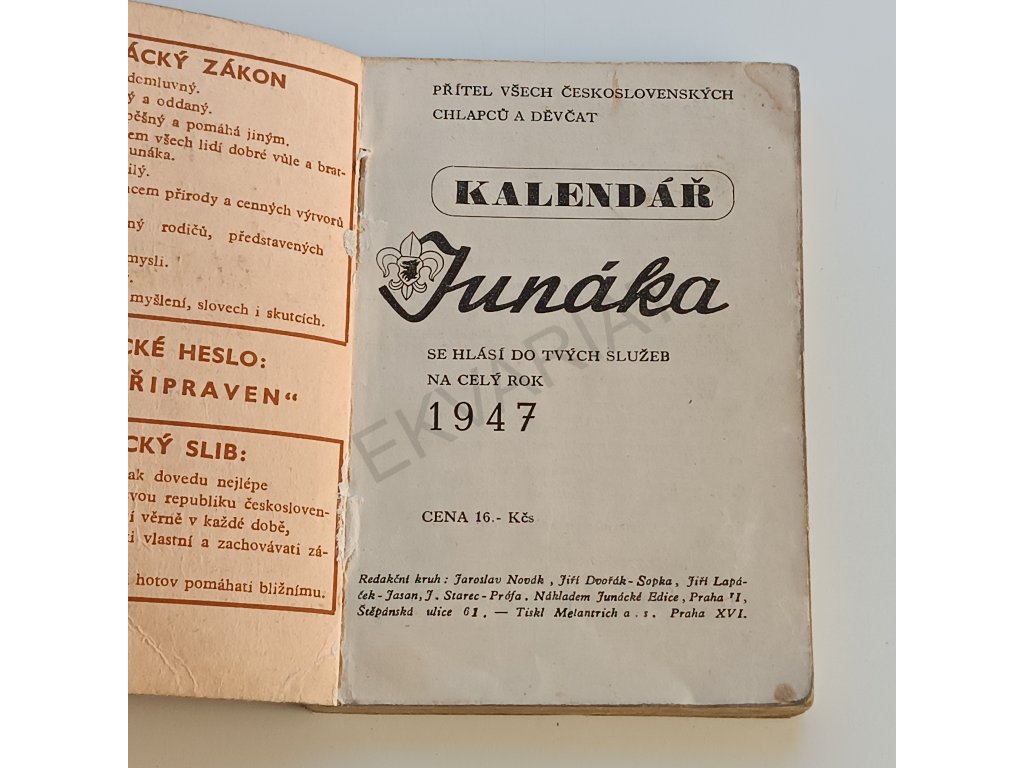 ÁCKÝ ZÁKON
demluvný.
ý a oddaný.
ěšný a pomáhá jiným.
em všech lidí dobré vůle a brat-
unáka.
ilý.
ncem přírody a cenných výtvorů
ný rodičů, představených
mysli.
myšlení, slovech i skutcích.
CKÉ HESLO:
ŘIPRAVEN“
CKÝ SLIB:
ak dovedu nejlépe
vou republiku českosloven-
í věrně v každé době,
ti vlastní a zachovávati zá-
hotov pomáhati bližnímu.
PŘÍTEL VŠECH ČESKOSLOVENSKÝCH
CHLAPCŮ A DĚVČAT
KALENDÁŘ
Junáka
SE HLÁSÍ DO TVÝCH SLUŽEB
NA CELÝ ROK
1947
CENA 16.- Kčs
Redakční kruh: Jaroslav Novák, Jiří Dvořák-Sopka, Jiří Lapá-
ček-Jasan, J. Starec-Prófa. Nákladem Junácké Edice, Praha II,
Štěpánská ulice 61. — Tiskl Melantrich a. s. Praha XVI.